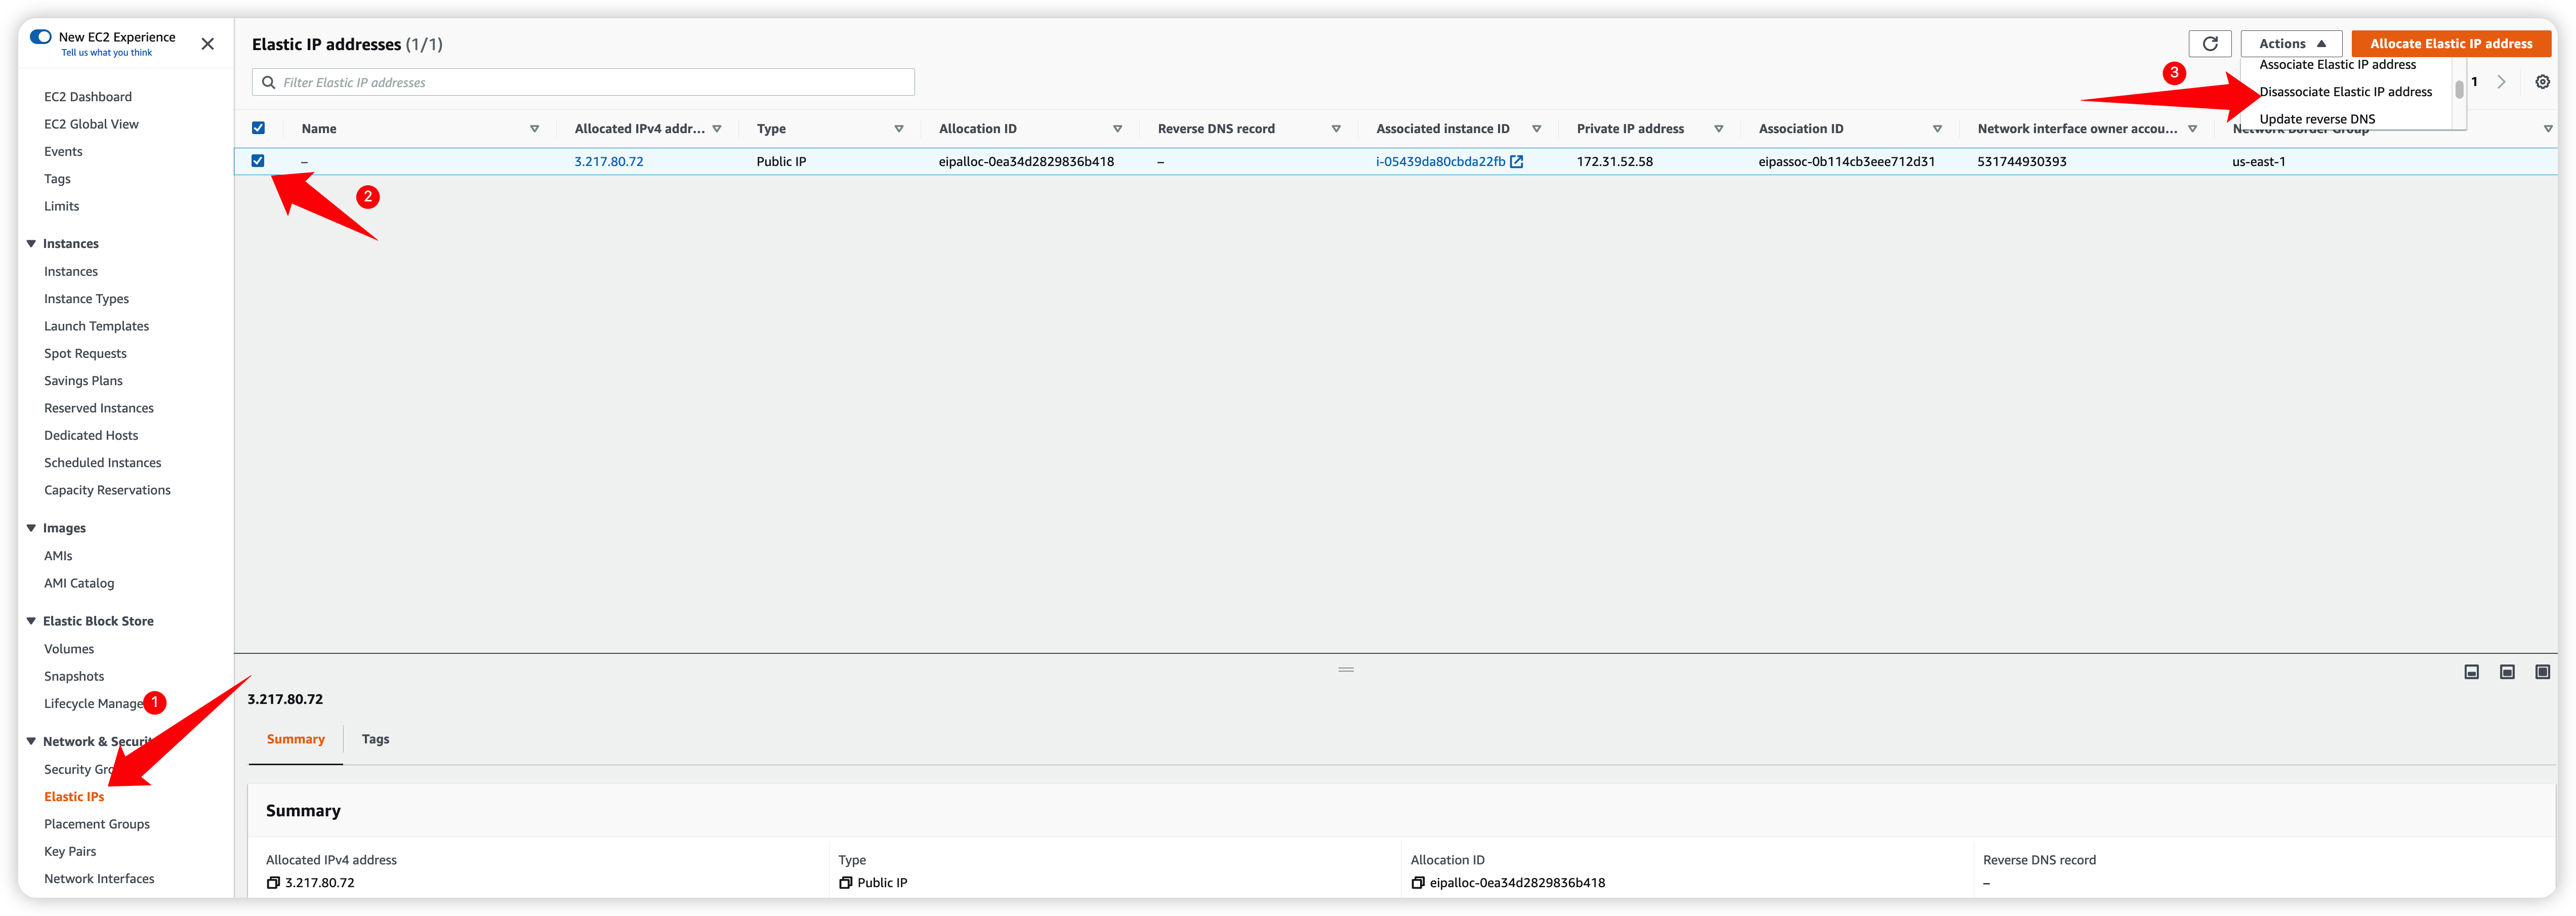 New EC2 Experience
Tell us what you think
EC2 Dashboard
EC2 Global View
Events
Tags
Limits
Instances
Instances
Instance Types
Launch Templates
Spot Requests
Savings Plans
Reserved Instances
Dedicated Hosts
Scheduled Instances
Capacity Reservations
Images
AMIs
AMI Catalog
Elastic Block Store
Volumes
Snapshots
Lifecycle Manage
1
Network & Securit
Security Gro
Elastic IPs
Placement Groups
Key Pairs
Network Interfaces
Elastic IP addresses (1/1)
Actions
Allocate Elastic IP address
Filter Elastic IP addresses
3
Associate Elastic IP address
Disassociate Elastic IP address
Update reverse DNS
1
Name Allocated IPv4 addr... Type Allocation ID Reverse DNS record Associated instance ID Private IP address Association ID Network interface owner accou... Network Border Group
– 3.217.80.72 Public IP eipalloc-0ea34d2829836b418 – i-05439da80cbda22fb 172.31.52.58 eipassoc-0b114cb3eee712d31 531744930393 us-east-1
2
3.217.80.72
Summary Tags
Summary
Allocated IPv4 address Type Allocation ID Reverse DNS record
3.217.80.72 Public IP eipalloc-0ea34d2829836b418 –